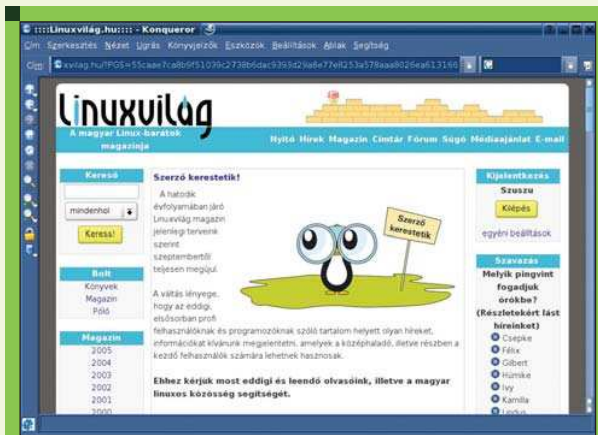 ::::Linuxvilág.hu:::: - Konqueror
Cím Szerkesztés Nézet Ugrás Könyvjelzők Eszközök Beállítások Ablak Segítség
Cím:
linuxvilág
A magyar Linux-barátok
magazinja
Nyitó Hírek Magazin Címtár Fórum Súgó Médiaajánlat E-mail
Kereső
mindenhol
Keress!
Bolt
Könyvek
Magazin
Póló
Magazin
2005
2004
2003
2002
2001
2000
Szerző kerestetik!
A hatodik
évfolyamában járó
Linuxvilág magazin
jelenlegi terveink
szerint
szeptembertől
teljesen megújul.
A váltás lényege,
hogy az eddigi,
elsősorban profi
felhasználóknak és programozóknak szóló tartalom helyett olyan híreket,
információkat kívánunk megjelentetni, amelyek a középhaladó, illetve részben a
kezdő felhasználók számára lehetnek hasznosak.
Ehhez kérjük most eddigi és leendő olvasóink, illetve a magyar
linuxos közösség segítségét.
Szerző
kerestetik
Kijelentkezés
Szuszu
Kilépés
egyéni beállítások
Szavazás
Melyik pingvint
fogadjuk
örökbe?
(Részletekért lást
híreinket)
Csepke
Félix
Gilbert
Hümike
Ivy
Kamilla